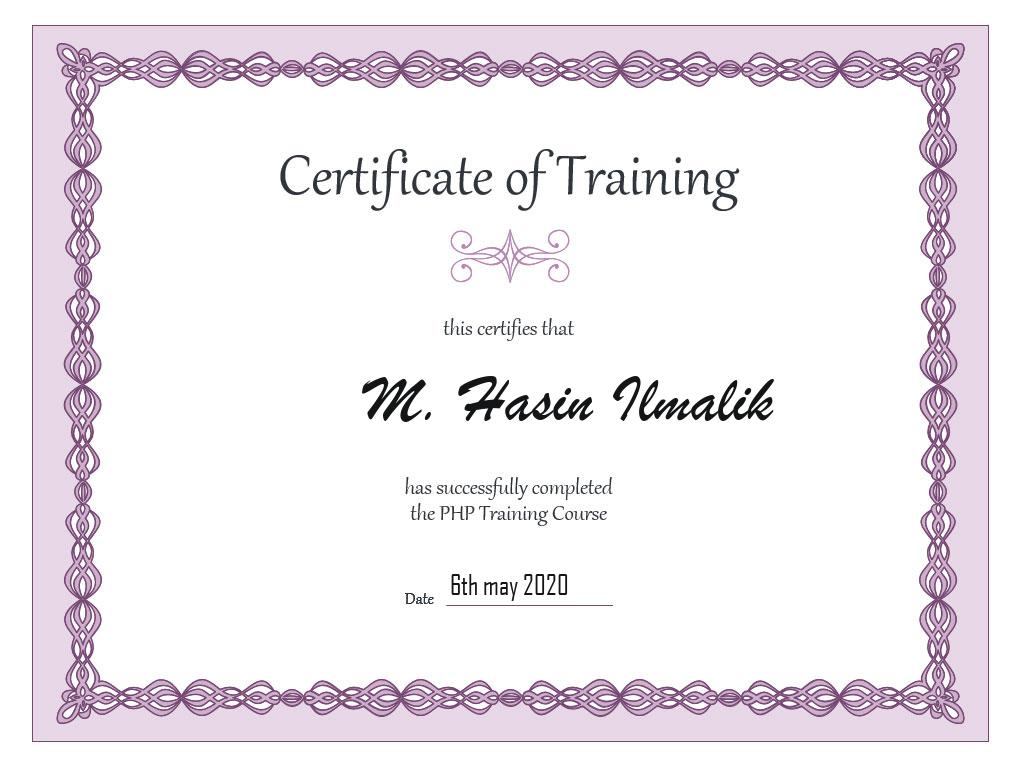 Certificate of Training
this certifies that
M. Hasin Ilmalik
has successfully completed
the PHP Training Course
Date 6th may 2020